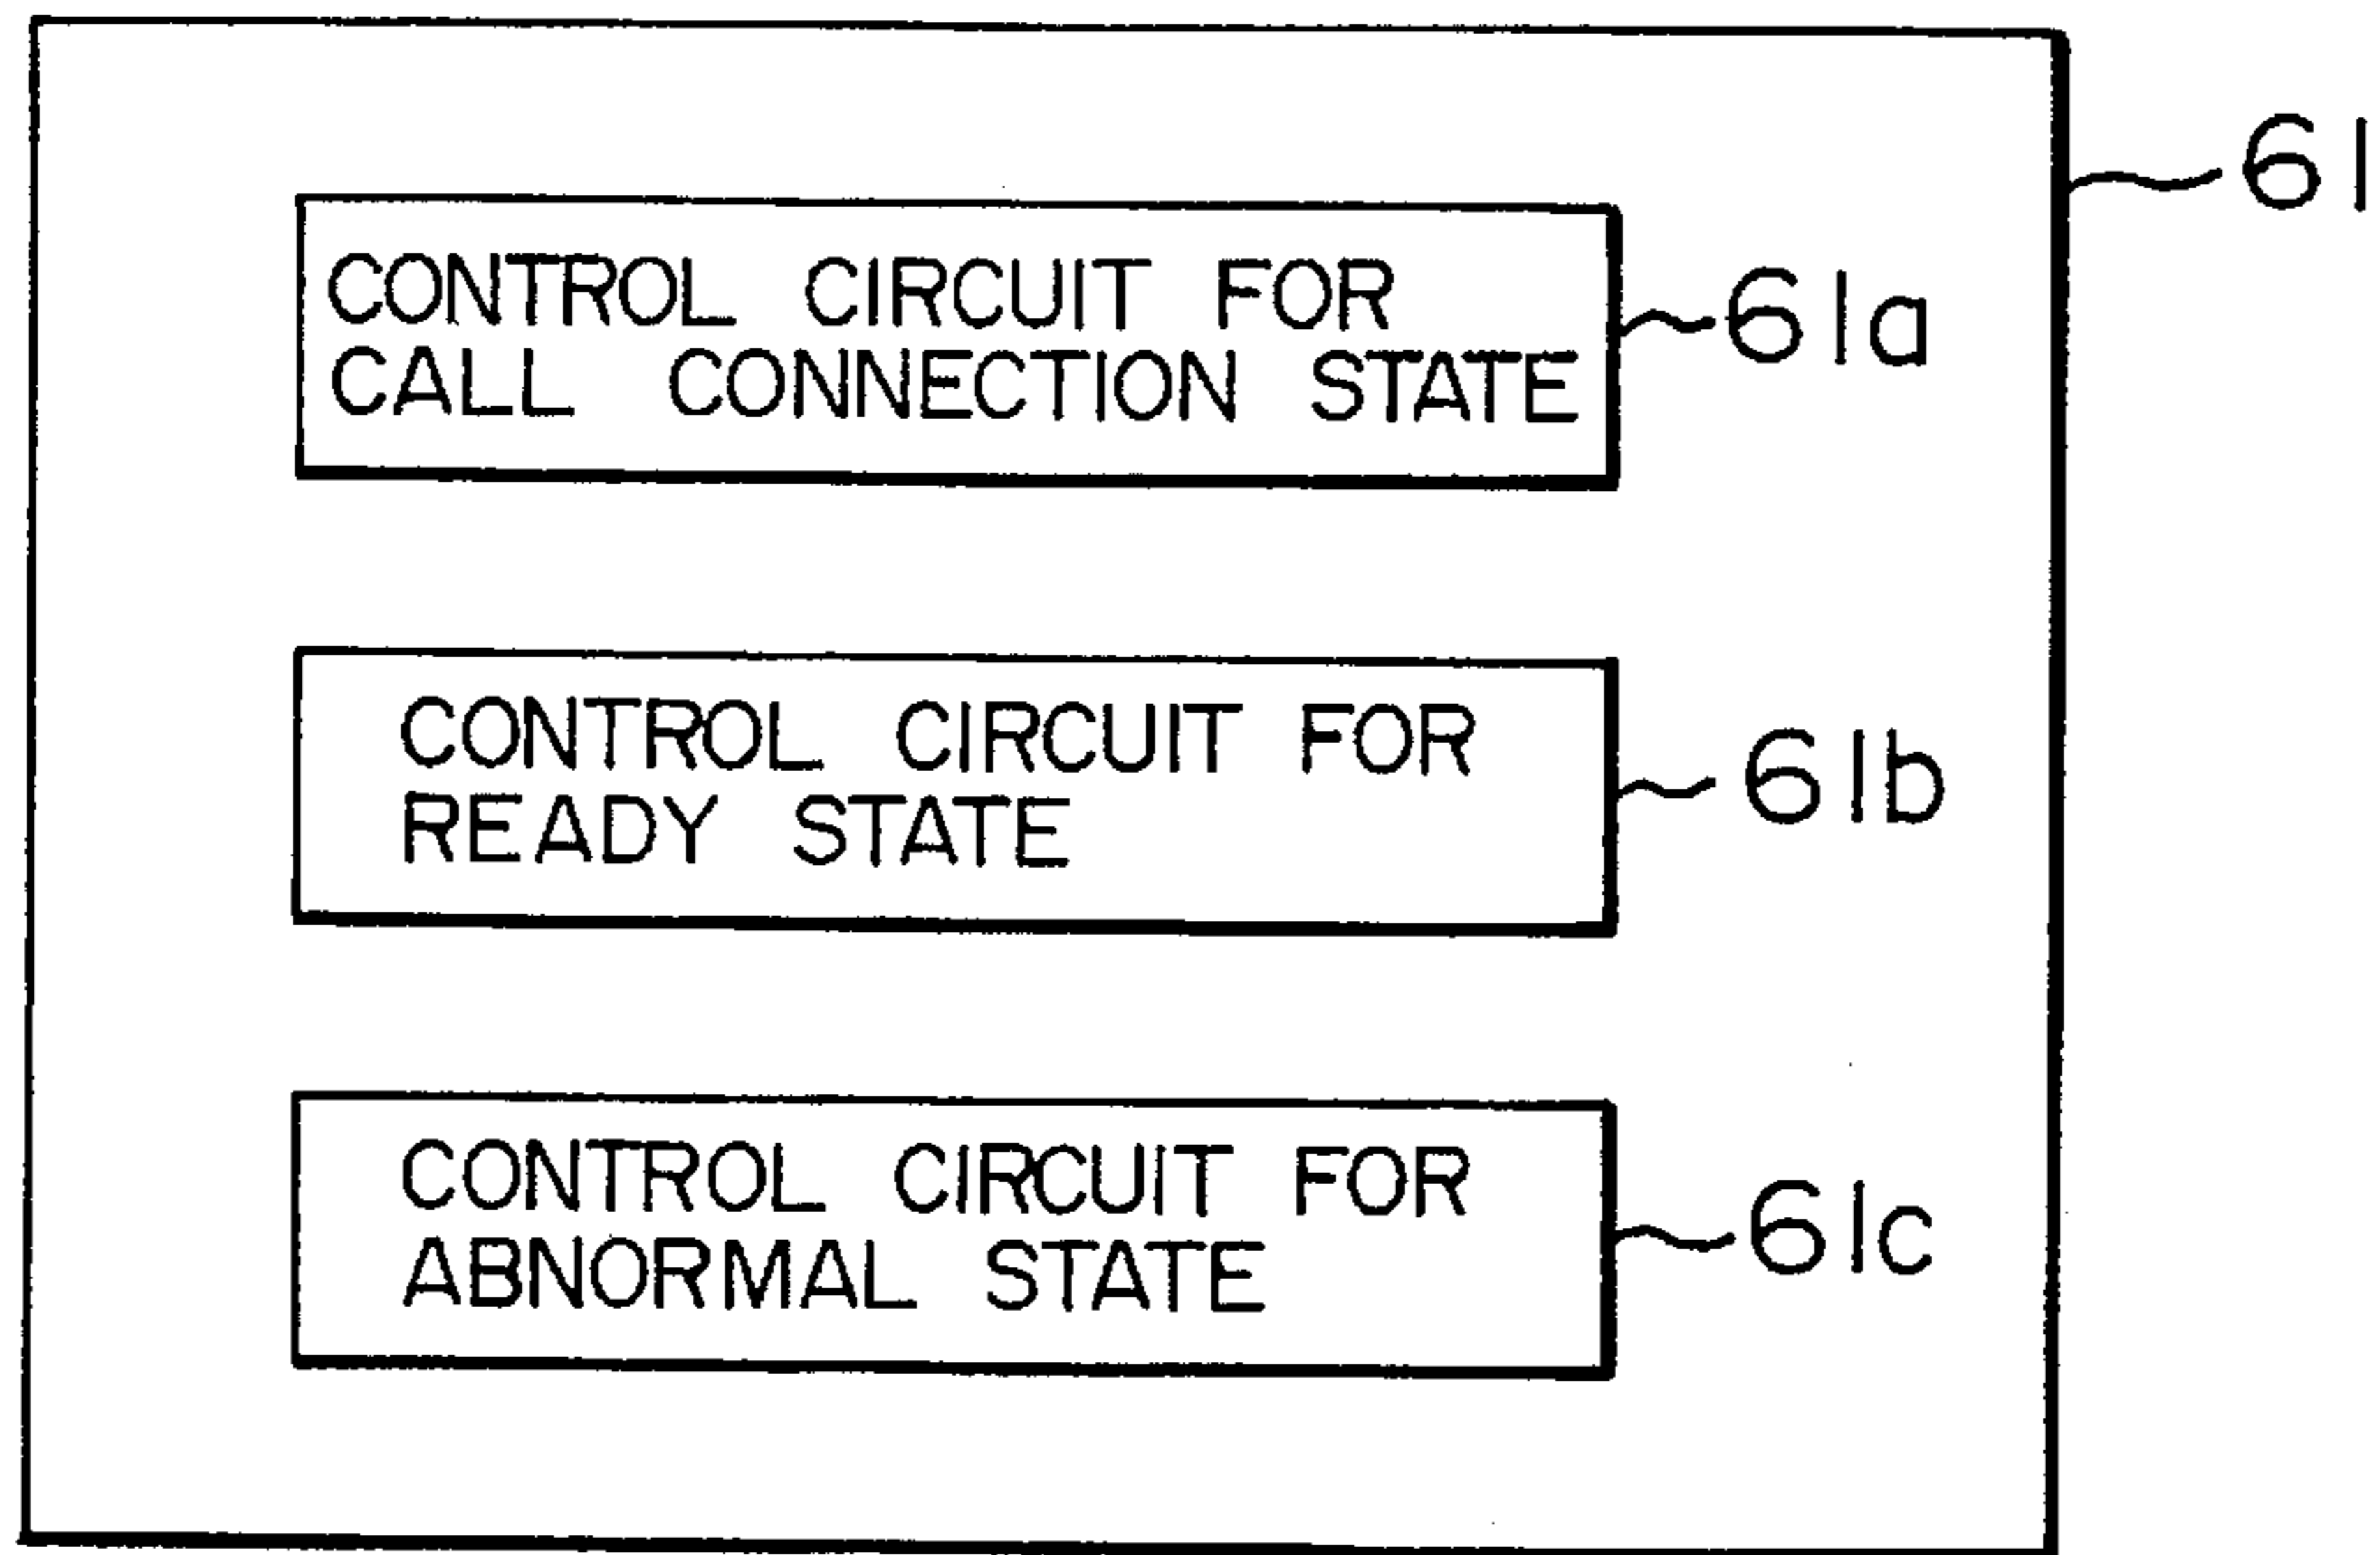 61
CONTROL CIRCUIT FOR
CALL CONNECTION STATE
61a
CONTROL CIRCUIT FOR
READY STATE
61b
CONTROL CIRCUIT FOR
ABNORMAL STATE
61c